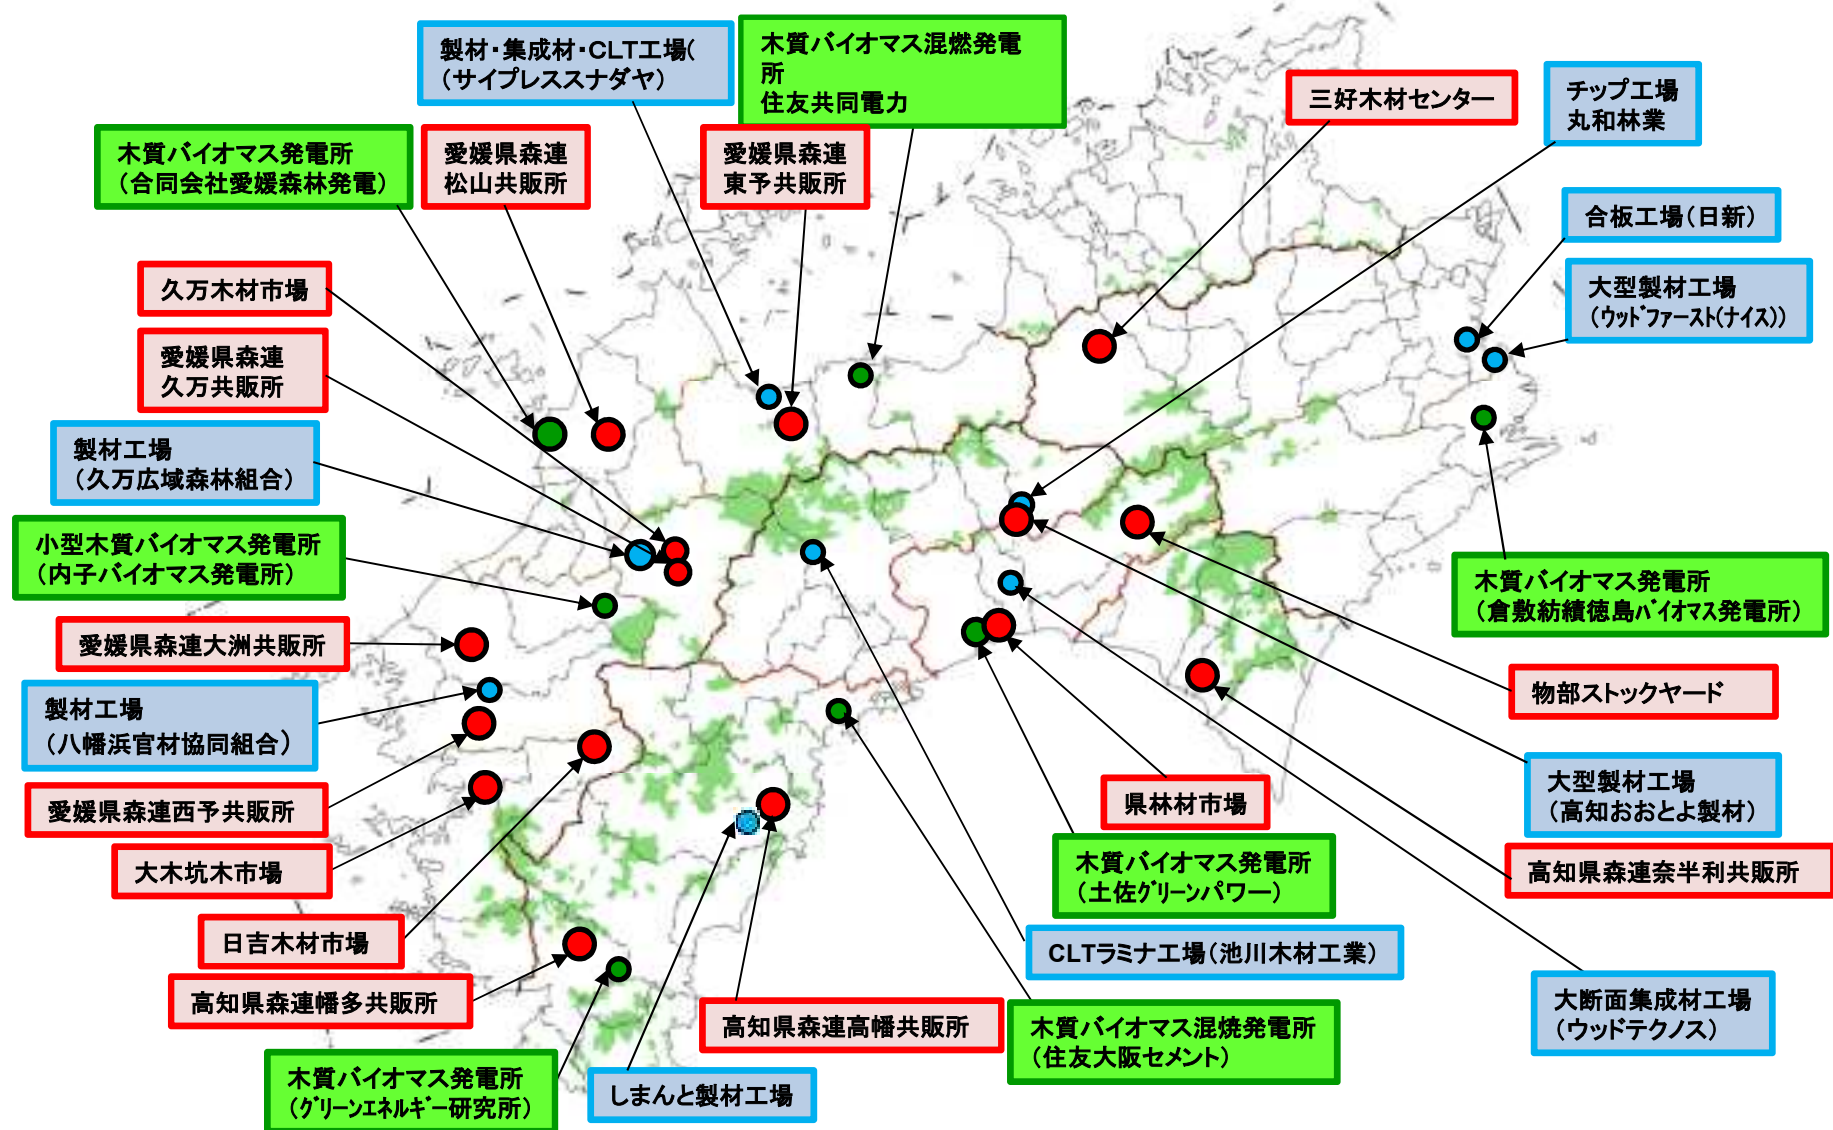 製材・集成材・CLT工場(
（サイプレススナダヤ）
木質バイオマス混燃発電
所
住友共同電力
三好木材センター
チップ工場
丸和林業
木質バイオマス発電所
（合同会社愛媛森林発電）
愛媛県森連
松山共販所
愛媛県森連
東予共販所
合板工場（日新）
久万木材市場
大型製材工場
（ウッドファースト(ナイス)）
愛媛県森連
久万共販所
製材工場
（久万広域森林組合）
小型木質バイオマス発電所
（内子バイオマス発電所）
木質バイオマス発電所
（倉敷紡績徳島バイオマス発電所）
愛媛県森連大洲共販所
物部ストックヤード
製材工場
（八幡浜官材協同組合）
大型製材工場
（高知おおとよ製材）
愛媛県森連西予共販所
県林材市場
大木坑木市場
木質バイオマス発電所
（土佐グリーンパワー）
高知県森連奈半利共販所
日吉木材市場
CLTラミナ工場（池川木材工業）
高知県森連幡多共販所
高知県森連高幡共販所
木質バイオマス混焼発電所
（住友大阪セメント）
大断面集成材工場
（ウッドテクノス）
木質バイオマス発電所
（グリーンエネルギー研究所）
しまんと製材工場